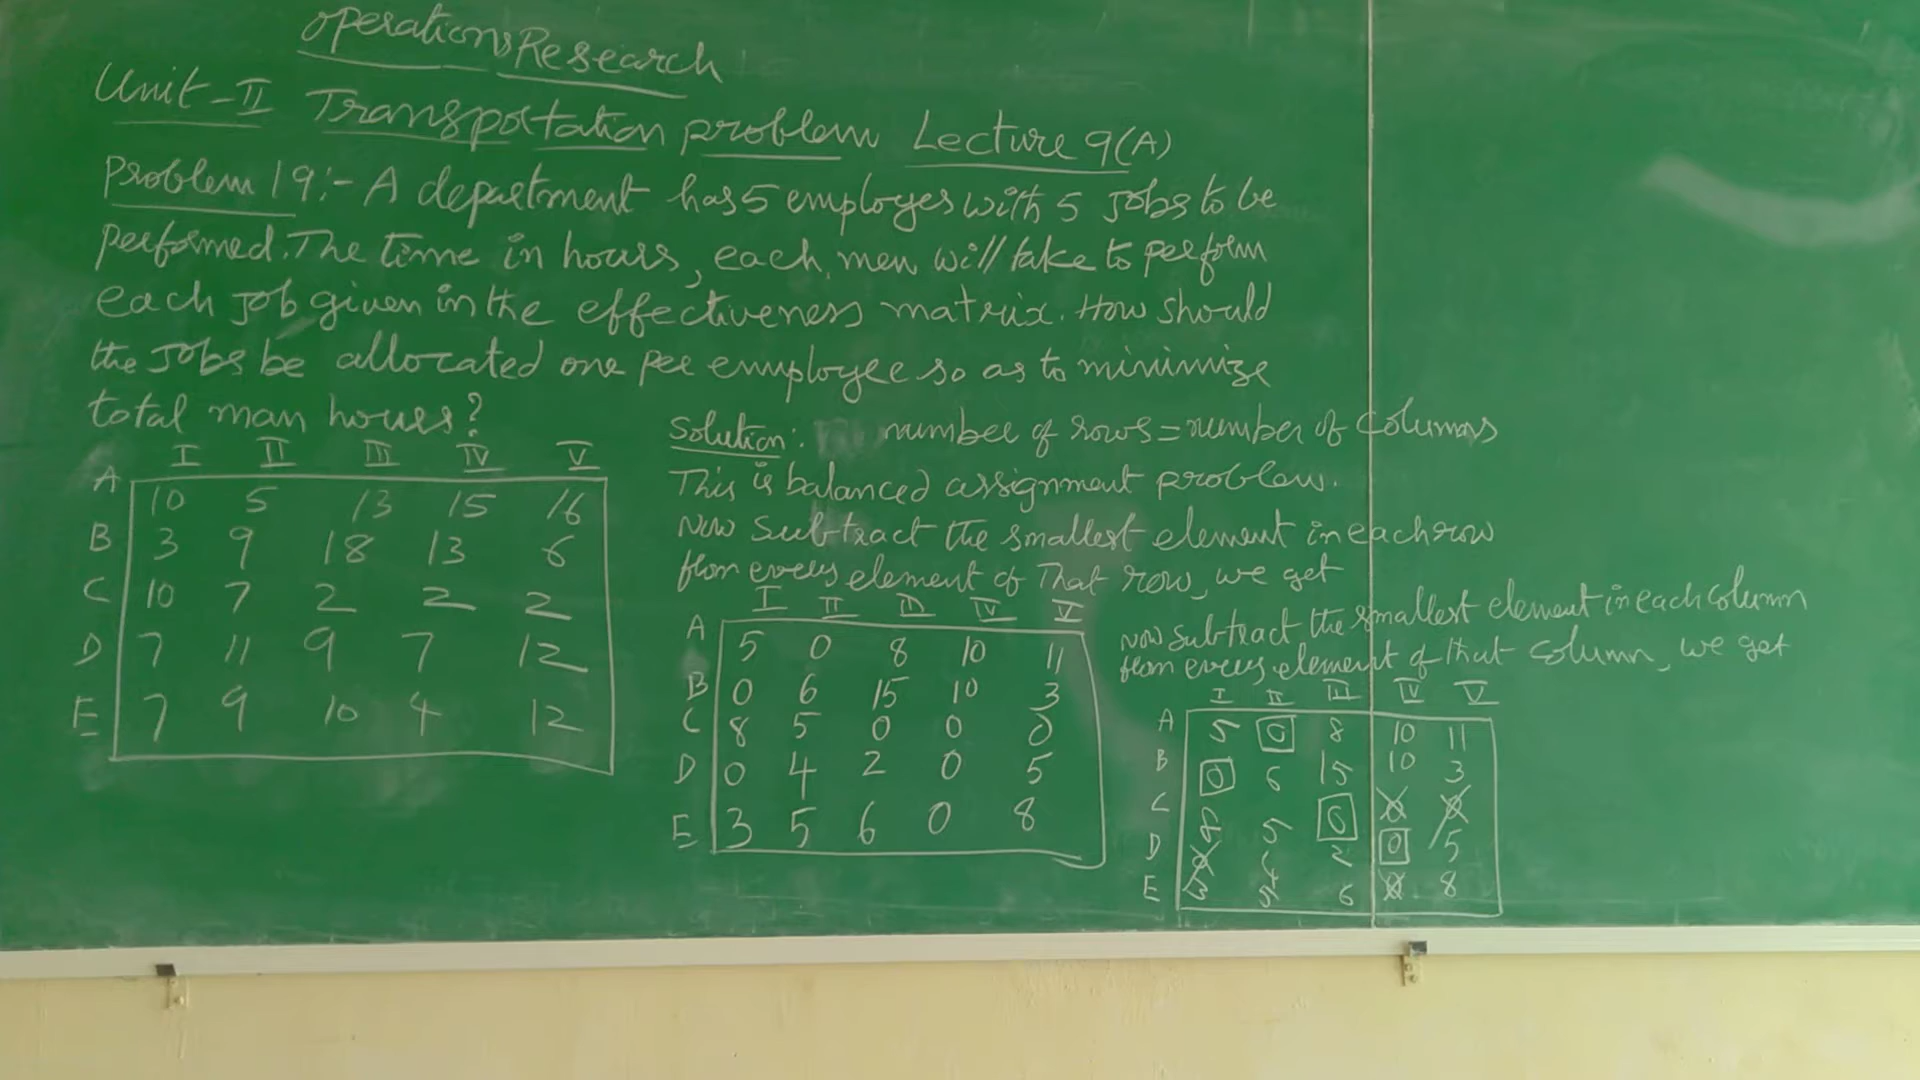 Operations Research
Unit-II Transportation problem Lecture 9(A)
Problem 19:- A department has 5 employes with 5 Jobs to be
performed. The time in hours, each men will take to perform
each Job given in the effectiveness matrix. How should
the Jobs be allocated one per employee so as to minimize
total man hours?
I II III IV V
A 10 5 13 15 16
B 3 9 18 13 6
C 10 7 2 2 2
D 7 11 9 7 12
E 7 9 10 4 12
Solution: number of rows = number of columns
This is balanced assignment problem.
Now Subtract the smallest element in each row
from every element of That row, we get
I II III IV V
A 5 0 8 10 11
B 0 6 15 10 3
C 8 5 0 0 0
D 0 4 2 0 5
E 3 5 6 0 8
Now Subtract the smallest element in each column
from every element of that column, we get
I II III IV V
A 5 0 8 10 11
B 0 6 15 10 3
C 8 5 0 0 0
D 0 4 2 0 5
E 3 5 6 0 8